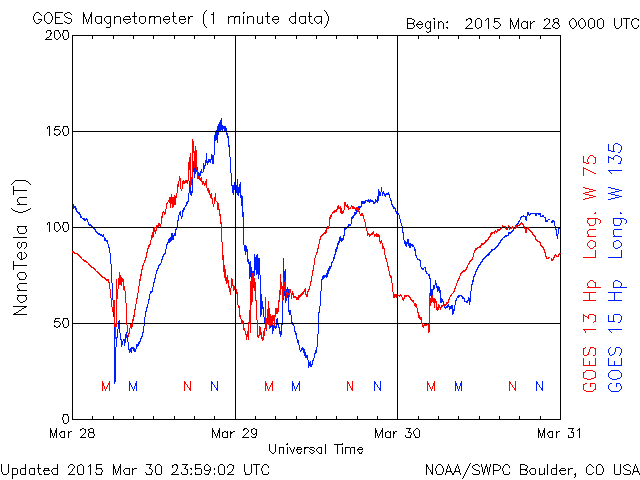 GOES Magnetometer (1 minute data)
Begin: 2015 Mar 28 0000 UTC
200
150
100
50
0
NanoTesla (nT)
M M N N M M N N M M N N
Mar 28 Mar 29 Mar 30 Mar 31
Universal Time
GOES 13 Hp Long. W 75
GOES 15 Hp Long. W 135
Updated 2015 Mar 30 23:59:02 UTC
NOAA/SWPC Boulder, CO USA